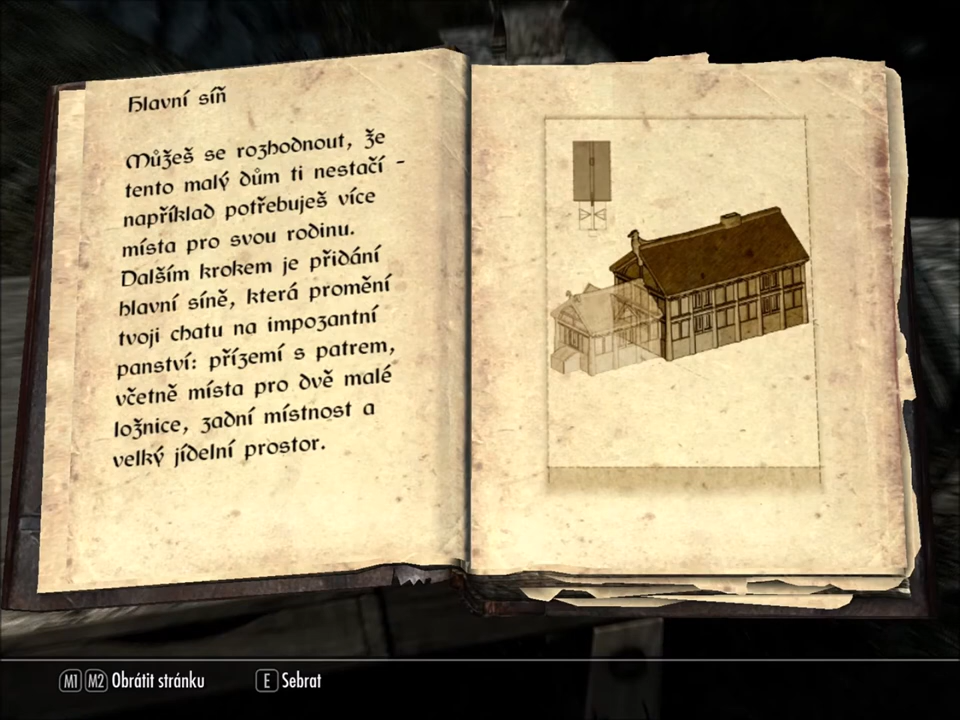 Hlavní síň
Můžeš se rozhodnout, že
tento malý dům ti nestačí -
například potřebuješ více
místa pro svou rodinu.
Dalším krokem je přidání
hlavní síně, která promění
tvoji chatu na impozantní
panství: přízemí s patrem,
včetně místa pro dvě malé
ložnice, zadní místnost a
velký jídelní prostor.
M1 M2 Obrátit stránku
E Sebrat